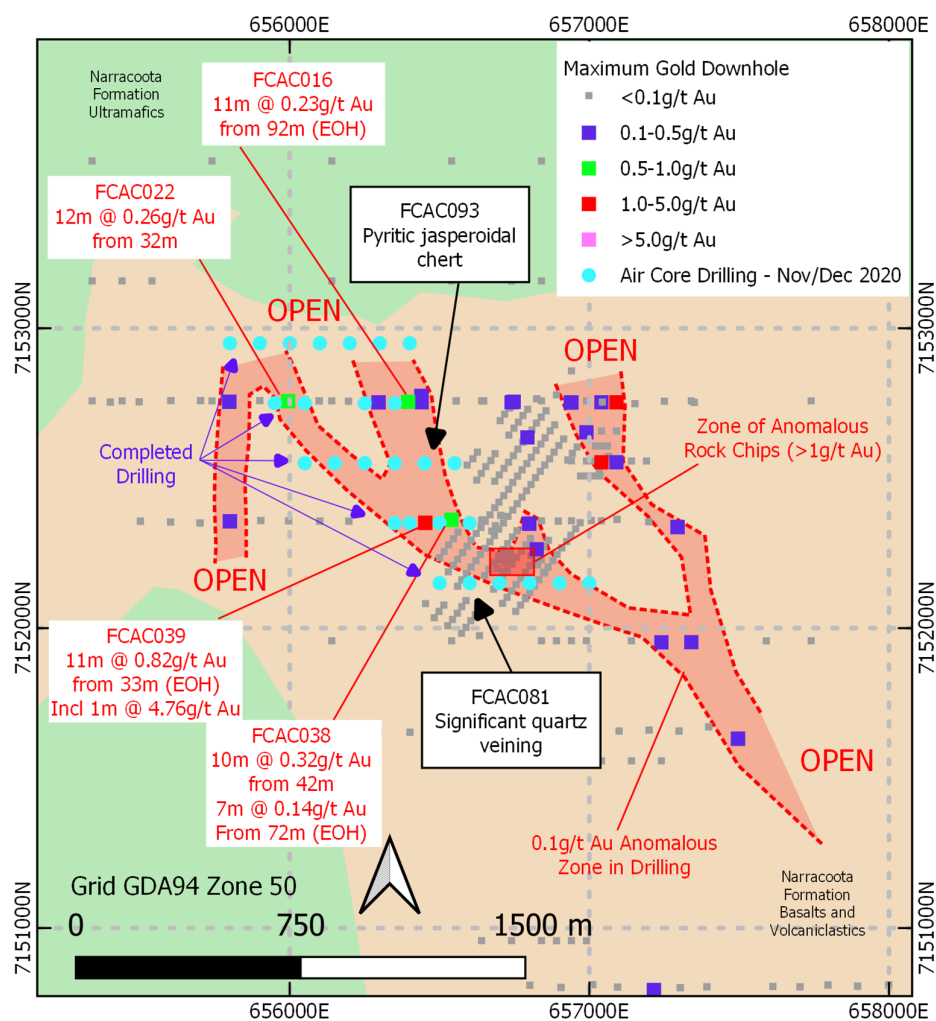 656000E
657000E
658000E
Narracoota
Formation
Ultramafics
FCAC016
11m @ 0.23g/t Au
from 92m (EOH)
Maximum Gold Downhole
<0.1g/t Au
0.1-0.5g/t Au
0.5-1.0g/t Au
1.0-5.0g/t Au
>5.0g/t Au
Air Core Drilling - Nov/Dec 2020
FCAC022
12m @ 0.26g/t Au
from 32m
FCAC093
Pyritic jasperoidal
chert
7153000N
7153000N
OPEN
OPEN
Zone of Anomalous
Rock Chips (>1g/t Au)
Completed
Drilling
OPEN
7152000N
7152000N
FCAC039
11m @ 0.82g/t Au
from 33m (EOH)
Incl 1m @ 4.76g/t Au
FCAC081
Significant quartz
veining
FCAC038
10m @ 0.32g/t Au
from 42m
7m @ 0.14g/t Au
From 72m (EOH)
OPEN
0.1g/t Au Anomalous
Zone in Drilling
Narracoota
Formation
Basalts and
Volcaniclastics
Grid GDA94 Zone 50
0 750 1500 m
7151000N
7151000N
656000E
657000E
658000E